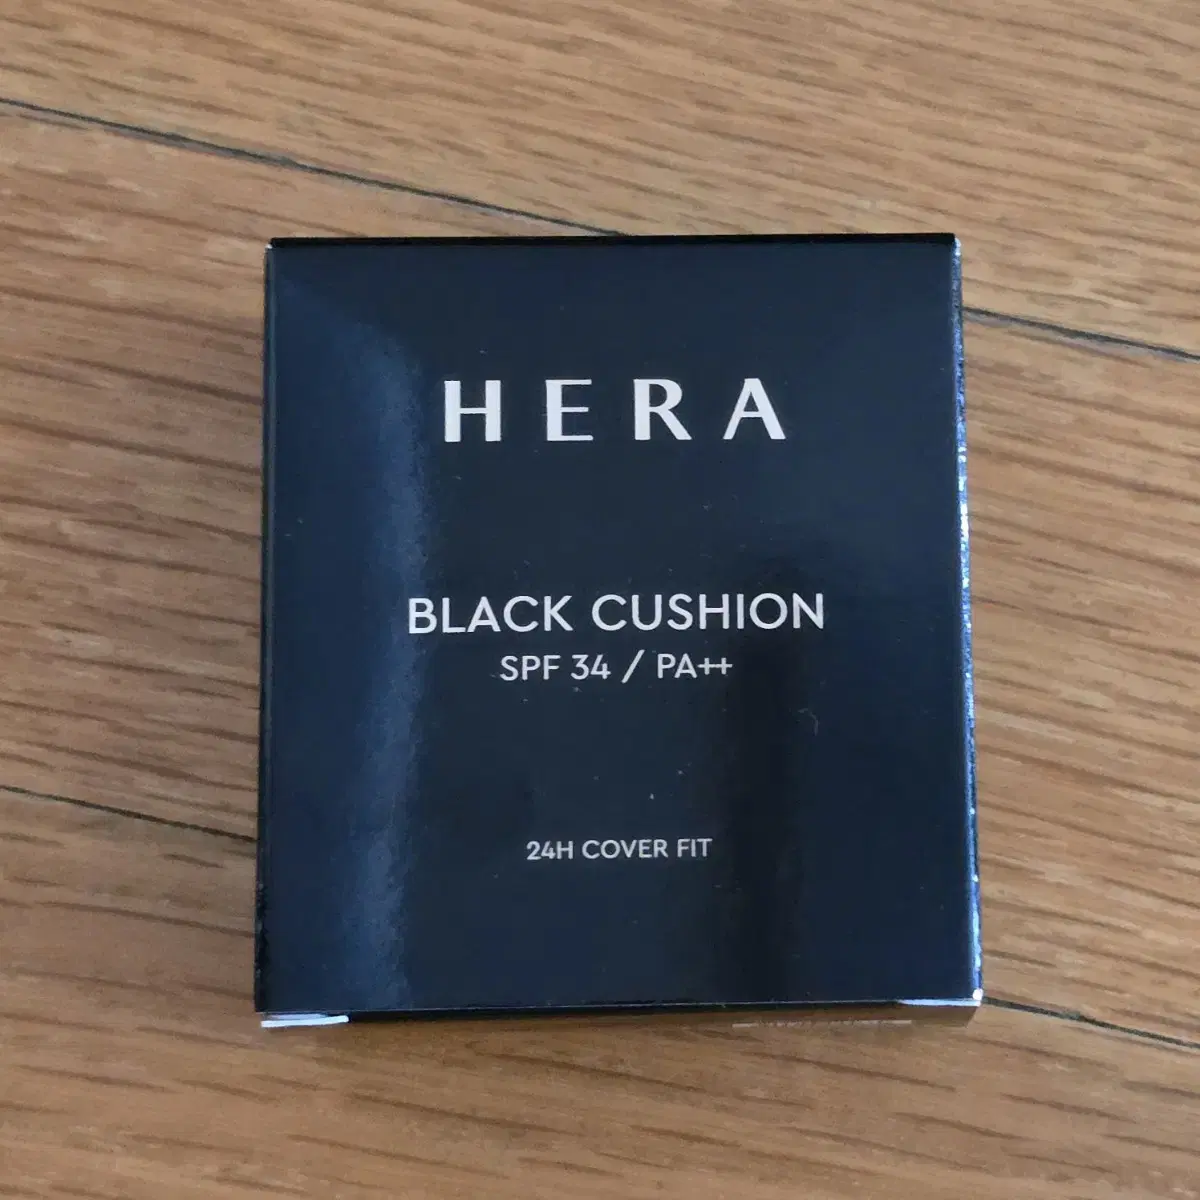 HERA
BLACK CUSHION
SPF 34 / PA++
24H COVER FIT